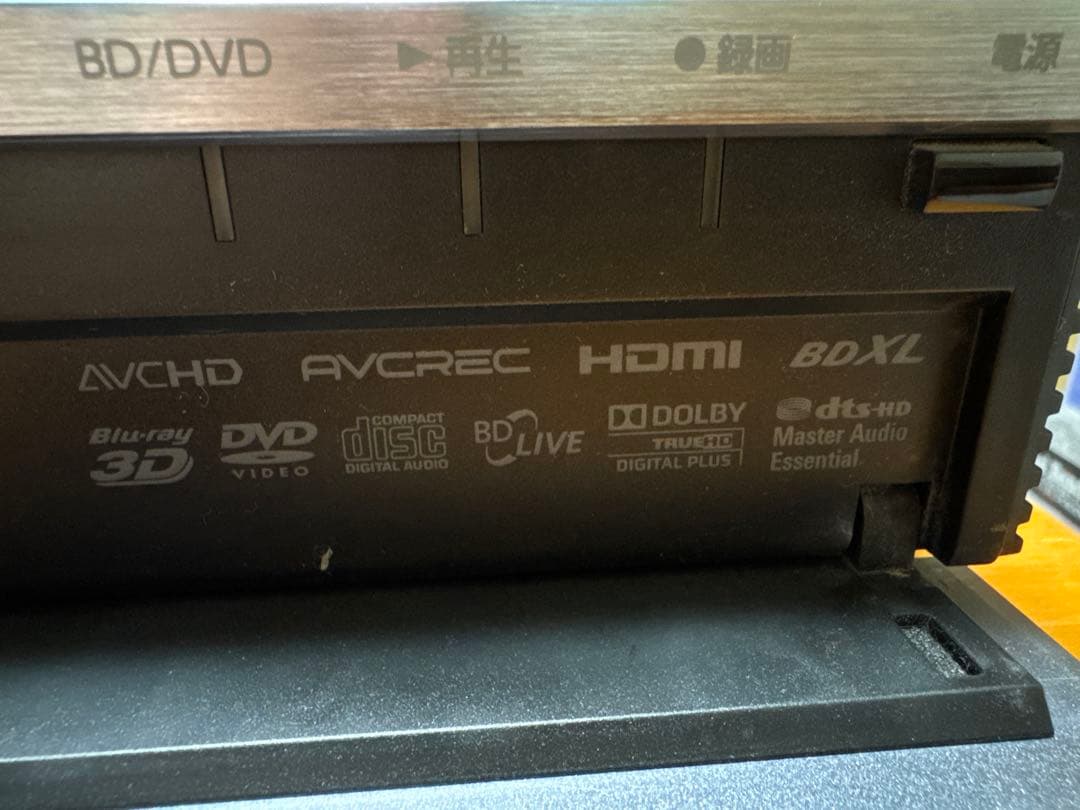 BD/DVD ▶ 再生 ● 録画 電源
AVCHD AVCREC HDMI BDXL
Blu-ray 3D
DVD VIDEO
COMPACT disc DIGITAL AUDIO
BD LIVE
DOLBY TRUEHD DIGITAL PLUS
dts-HD Master Audio Essential